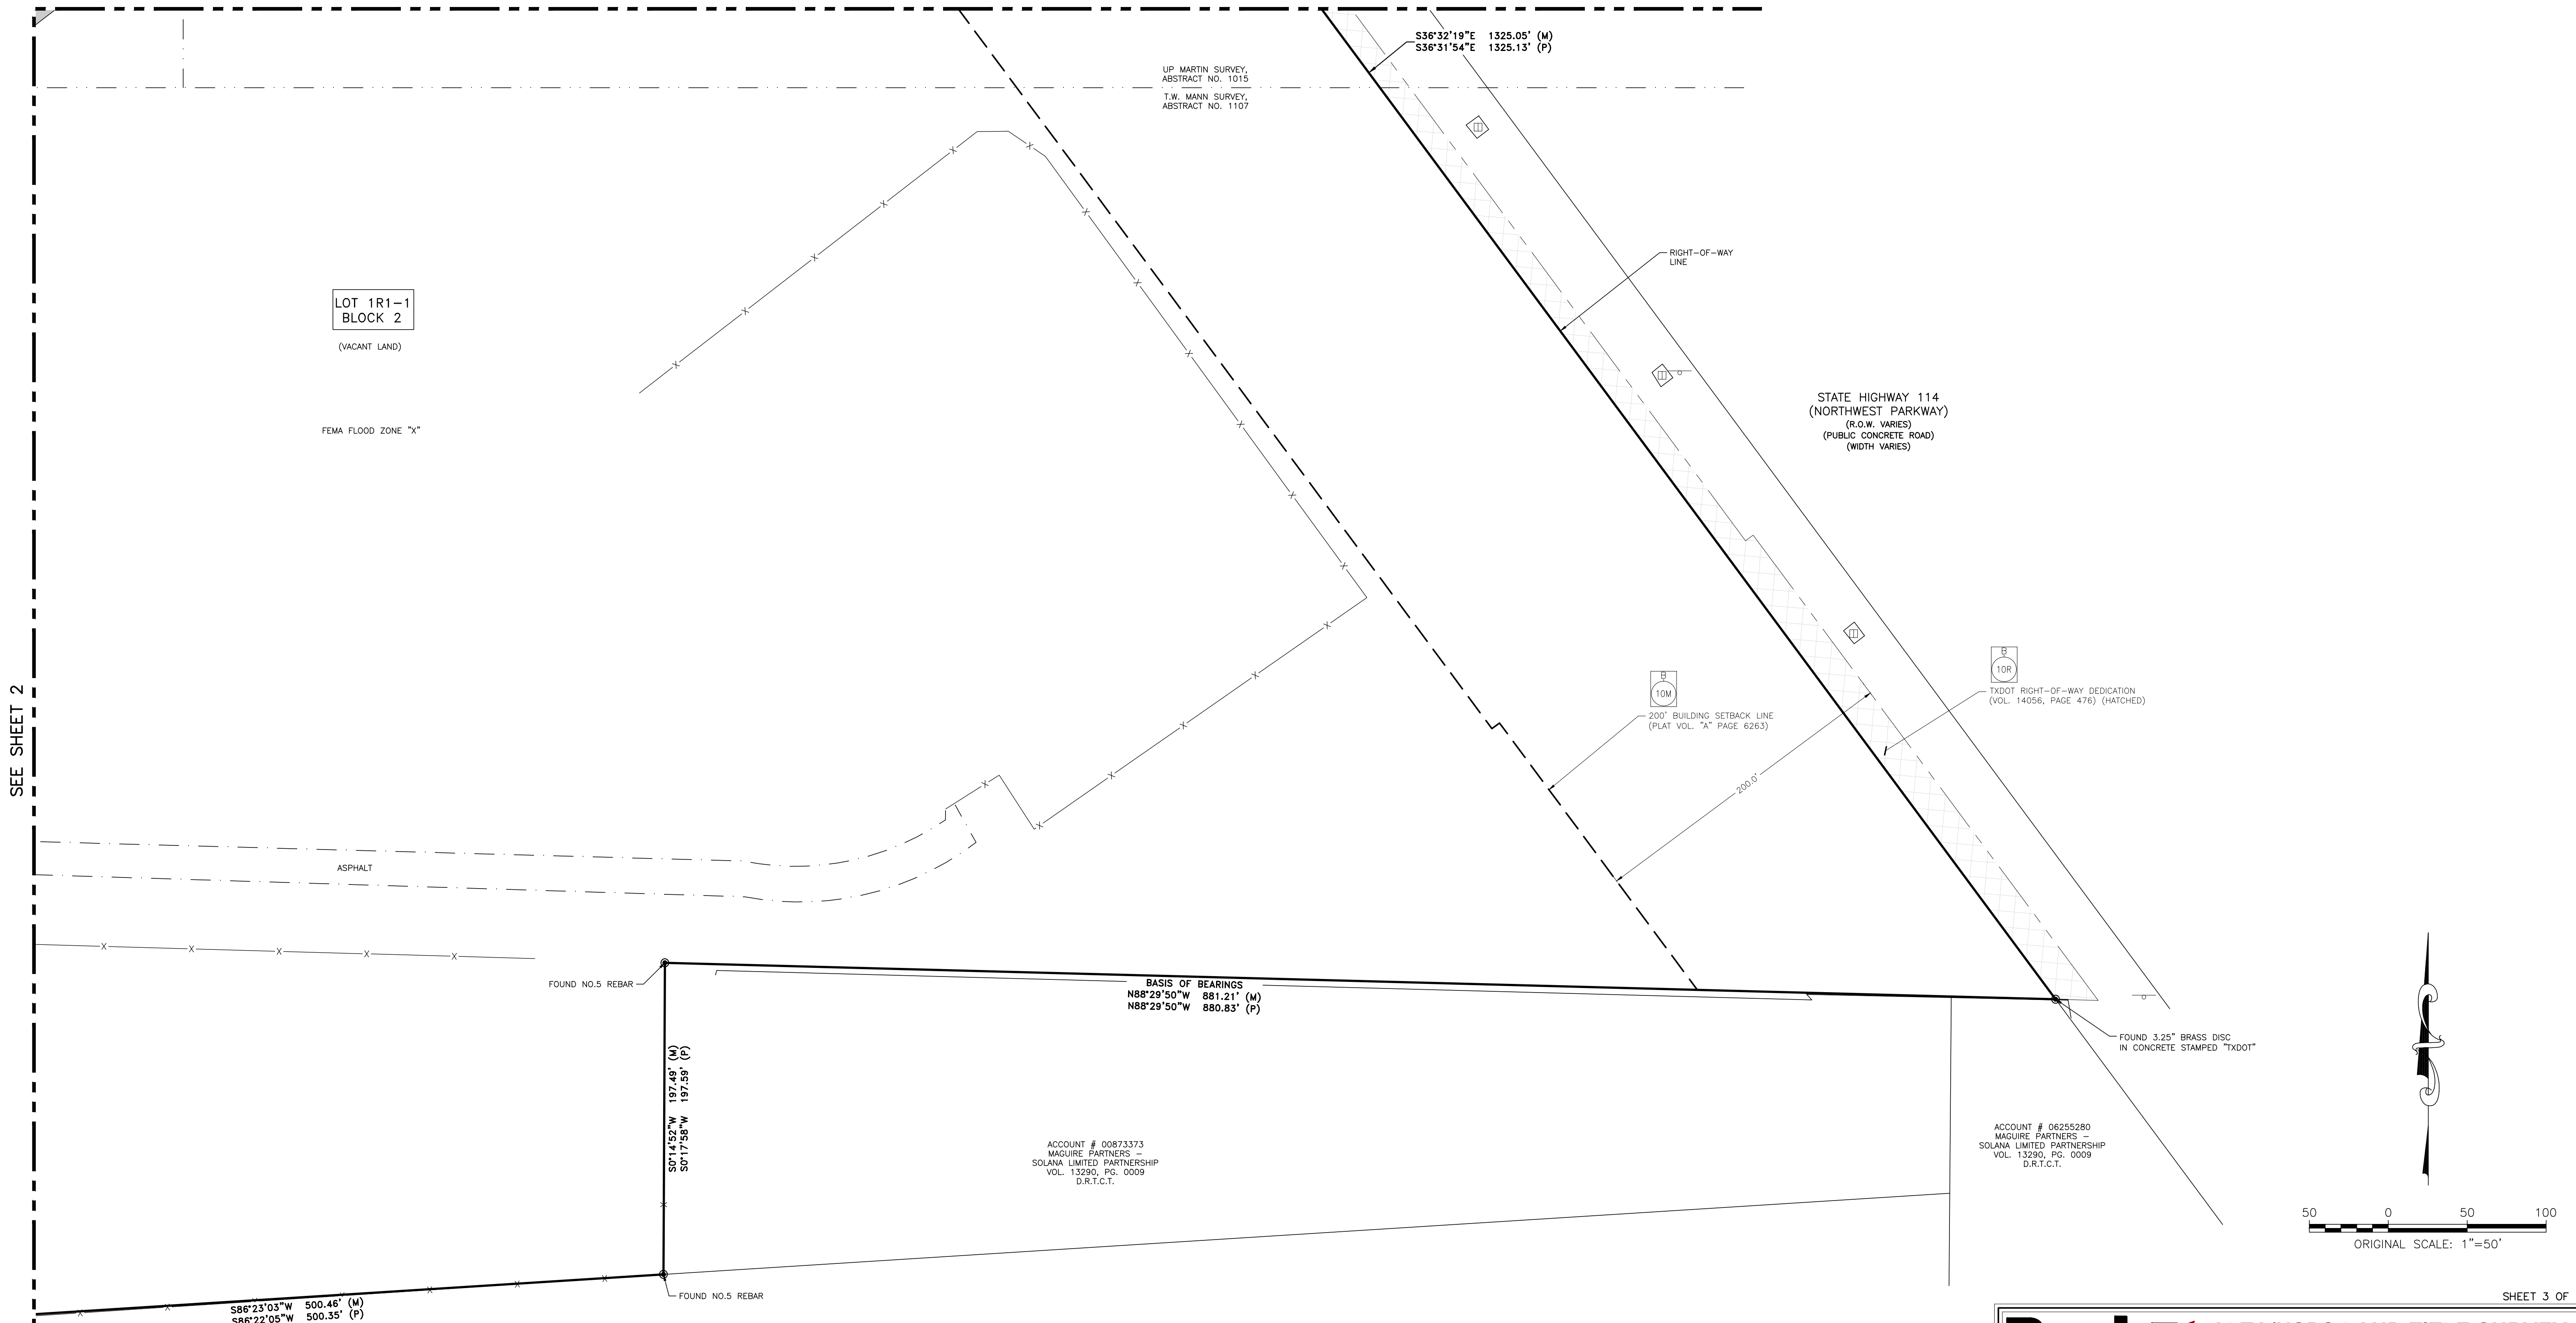 S36°32'19"E 1325.05' (M)
S36°31'54"E 1325.13' (P)
UP MARTIN SURVEY,
ABSTRACT NO. 1015
T.W. MANN SURVEY,
ABSTRACT NO. 1107
RIGHT-OF-WAY
LINE
LOT 1R1-1
BLOCK 2
(VACANT LAND)
FEMA FLOOD ZONE "X"
STATE HIGHWAY 114
(NORTHWEST PARKWAY)
(R.O.W. VARIES)
(PUBLIC CONCRETE ROAD)
(WIDTH VARIES)
SEE SHEET 2
B
10M
200' BUILDING SETBACK LINE
(PLAT VOL. "A" PAGE 6263)
B
10R
TXDOT RIGHT-OF-WAY DEDICATION
(VOL. 14056, PAGE 476) (HATCHED)
200.0'
ASPHALT
FOUND NO.5 REBAR
BASIS OF BEARINGS
N88°29'50"W 881.21' (M)
N88°29'50"W 880.83' (P)
FOUND 3.25" BRASS DISC
IN CONCRETE STAMPED "TXDOT"
S0°14'52"W 197.49' (M)
S0°17'58"W 197.59' (P)
ACCOUNT # 00873373
MAGUIRE PARTNERS -
SOLANA LIMITED PARTNERSHIP
VOL. 13290, PG. 0009
D.R.T.C.T.
ACCOUNT # 06255280
MAGUIRE PARTNERS -
SOLANA LIMITED PARTNERSHIP
VOL. 13290, PG. 0009
D.R.T.C.T.
50 0 50 100
ORIGINAL SCALE: 1"=50'
FOUND NO.5 REBAR
S86°23'03"W 500.46' (M)
S86°22'05"W 500.35' (P)
SHEET 3 OF